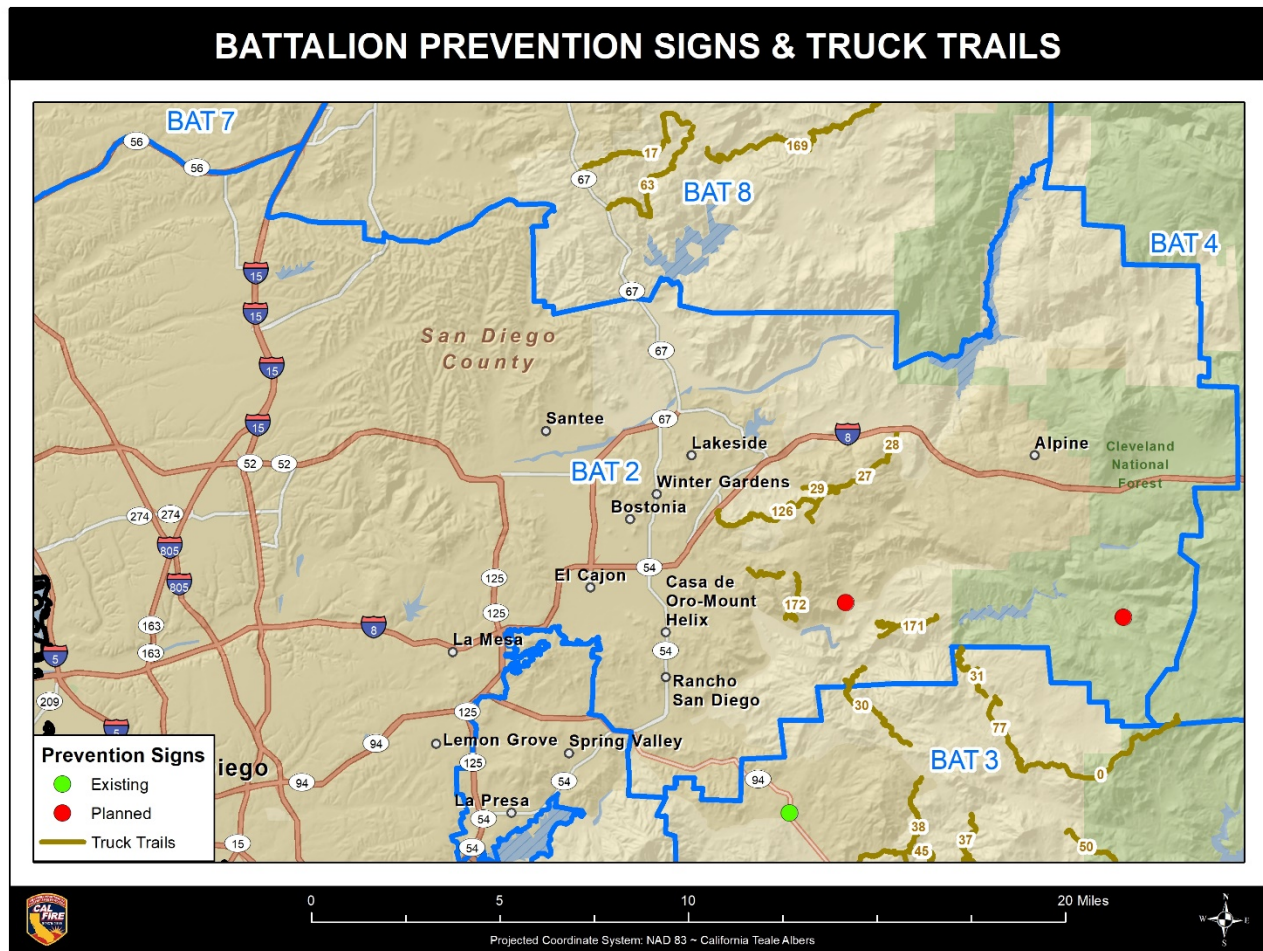 BATTALION PREVENTION SIGNS & TRUCK TRAILS
BAT 7
56
56
17
169
67
63
BAT 8
BAT 4
15
67
15
San Diego
County
67
15
Santee
67
15
Lakeside
8
28
Alpine
52
52
BAT 2
Winter Gardens
29
27
Cleveland
National
Forest
274
274
Bostonia
126
805
805
El Cajon
125
54
Casa de
Oro-Mount
Helix
172
163
125
171
5
163
8
La Mesa
54
209
Rancho
San Diego
31
30
5
125
77
94
Lemon Grove
Spring Valley
BAT 3
125
iego
94
54
94
0
La Presa
54
38
37
50
15
54
45
Prevention Signs
Existing
Planned
Truck Trails
CAL
FIRE
0
5
10
20 Miles
N
W
E
S
Projected Coordinate System: NAD 83 ~ California Teale Albers